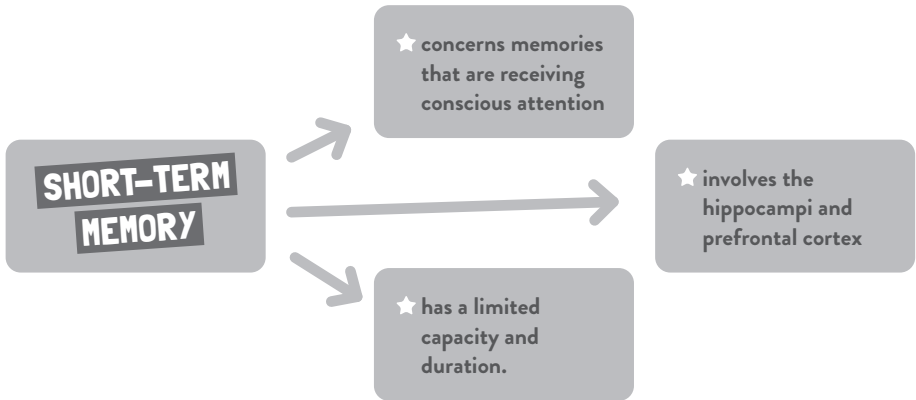 SHORT–TERM
MEMORY
concerns memories
that are receiving
conscious attention
involves the
hippocampi and
prefrontal cortex
has a limited
capacity and
duration.